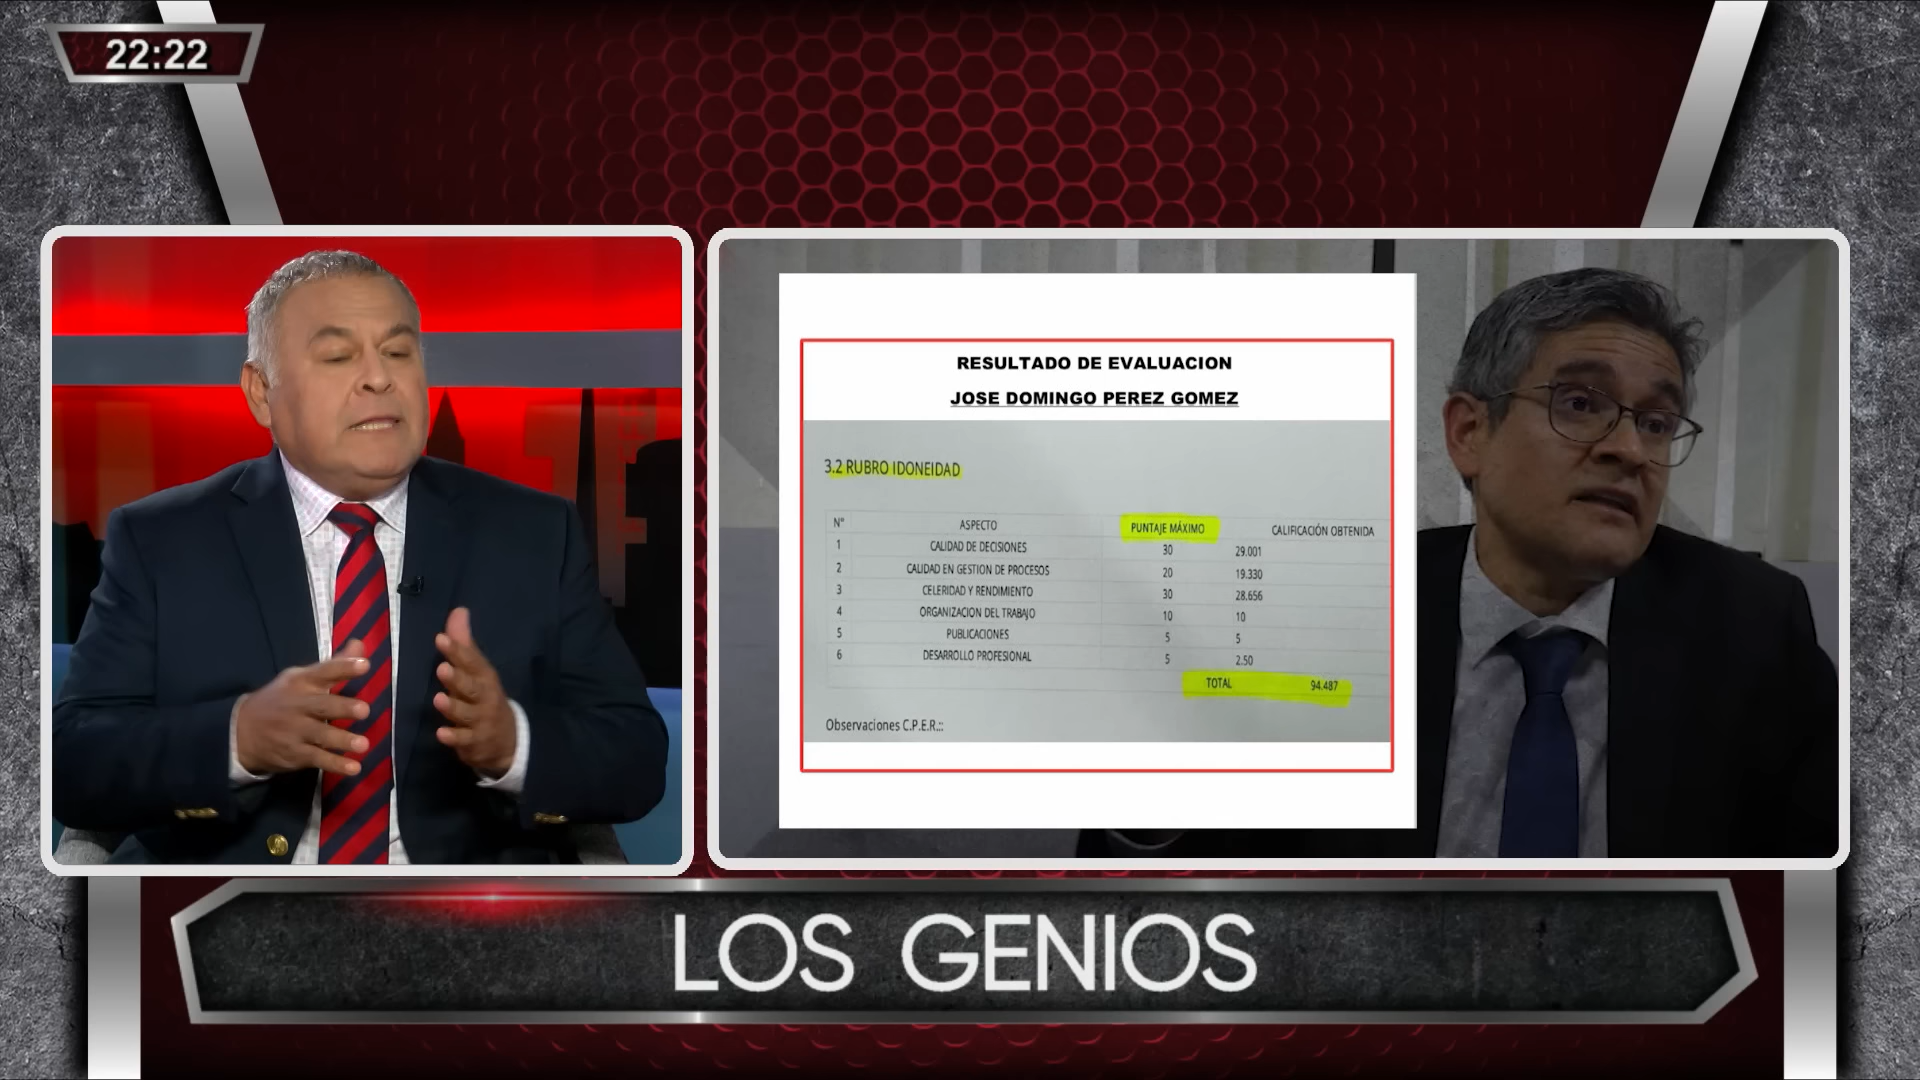 22:22
RESULTADO DE EVALUACION
JOSE DOMINGO PEREZ GOMEZ
3.2 RUBRO IDONEIDAD
N° ASPECTO PUNTAJE MÁXIMO CALIFICACIÓN OBTENIDA
1 CALIDAD DE DECISIONES 30 29.001
2 CALIDAD EN GESTION DE PROCESOS 20 19.330
3 CELERIDAD Y RENDIMIENTO 30 28.656
4 ORGANIZACION DEL TRABAJO 10 10
5 PUBLICACIONES 5 5
6 DESARROLLO PROFESIONAL 5 2.50
TOTAL 94.487
Observaciones C.P.E.R.::
LOS GENIOS